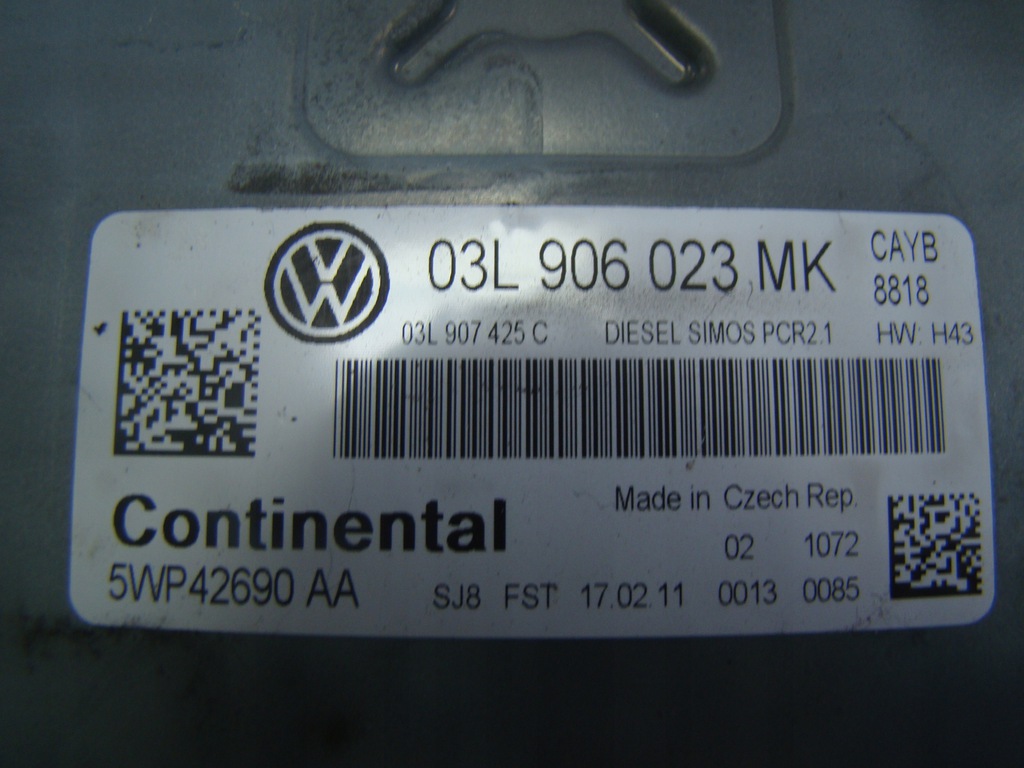 VW 03L 906 023 MK CAYB
8818
03L 907 425 C DIESEL SIMOS PCR2.1 HW: H43
Continental Made in Czech Rep.
02 1072
5WP42690 AA SJ8 FST 17.02.11 0013 0085